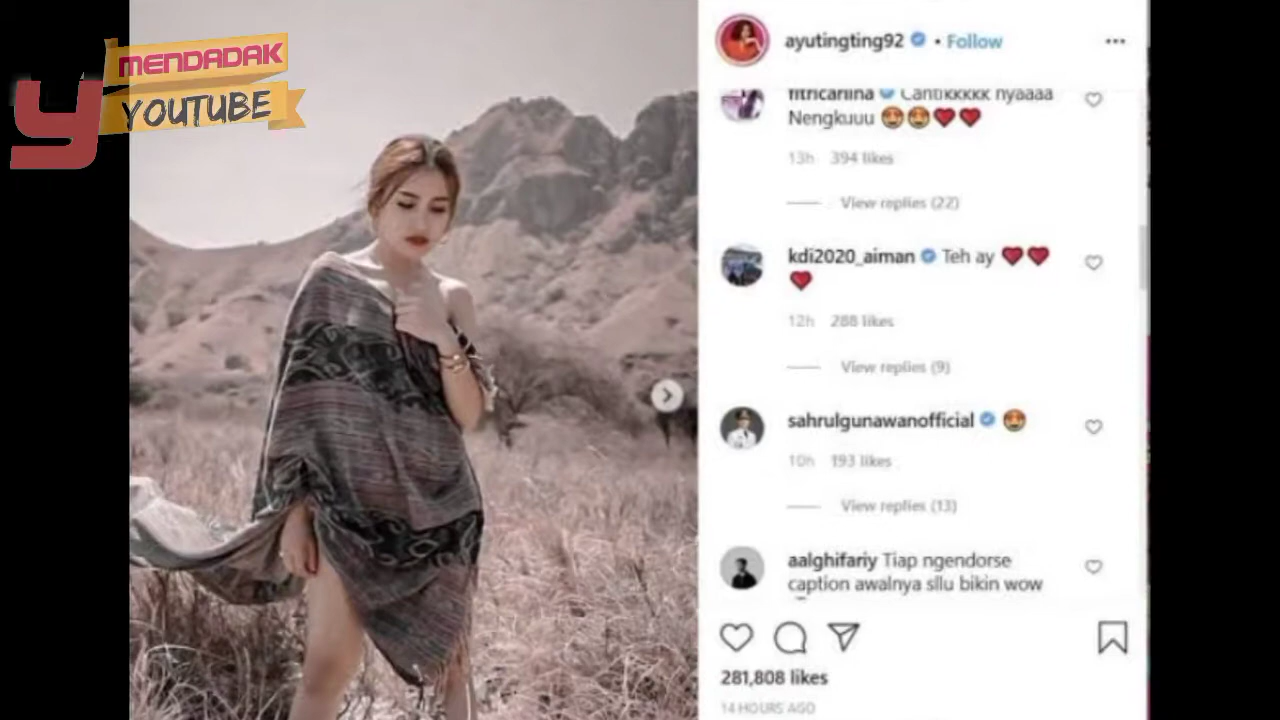 MENDADAK
YOUTUBE
ayutingting92 • Follow
fitricarlina Cantikkkkk nyaaaa
Nengkuuu 😍😍❤️❤️
13h 394 likes
View replies (22)
kdi2020_aiman Teh ay ❤️❤️
❤️
12h 288 likes
View replies (9)
sahrulgunawanofficial 😍
10h 193 likes
View replies (13)
aalghifariy Tiap ngendorse
caption awalnya sllu bikin wow
281,808 likes
14 HOURS AGO